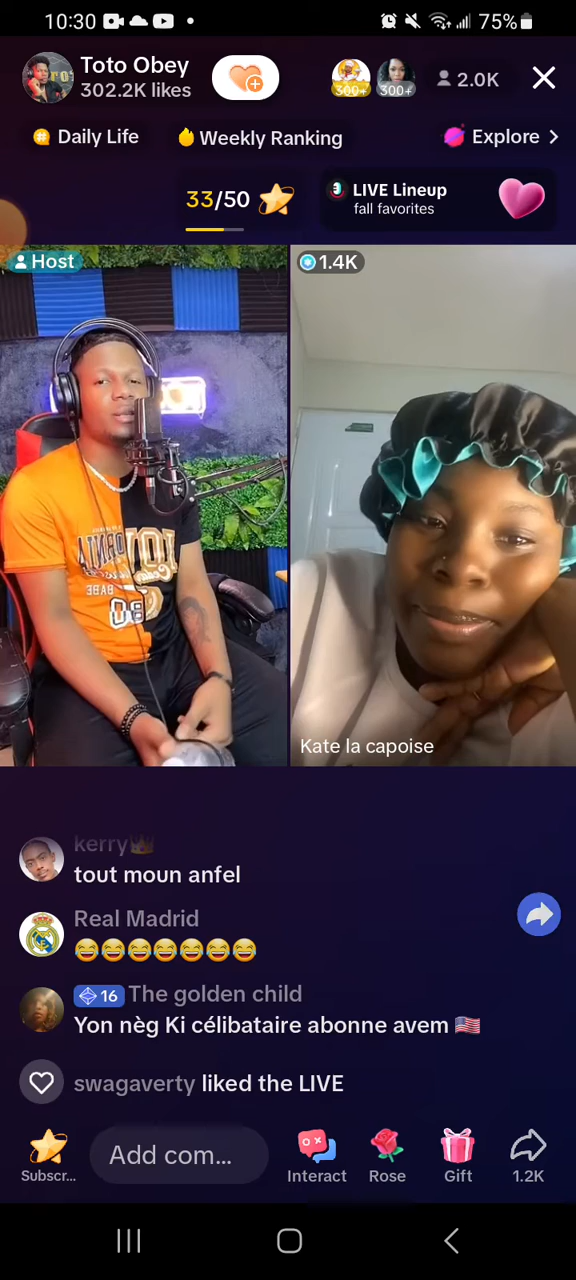 10:30
75%
Toto Obey
302.2K likes
300+
300+
2.0K
Daily Life
Weekly Ranking
Explore
33/50
LIVE Lineup
fall favorites
Host
1.4K
BABE
Kate la capoise
kerry👑
tout moun anfel
Real Madrid
😂😂😂😂😂😂😂
16 The golden child
Yon nèg Ki célibataire abonne avem 🇺🇸
swagaverty liked the LIVE
Subscr...
Add com...
Interact
Rose
Gift
1.2K